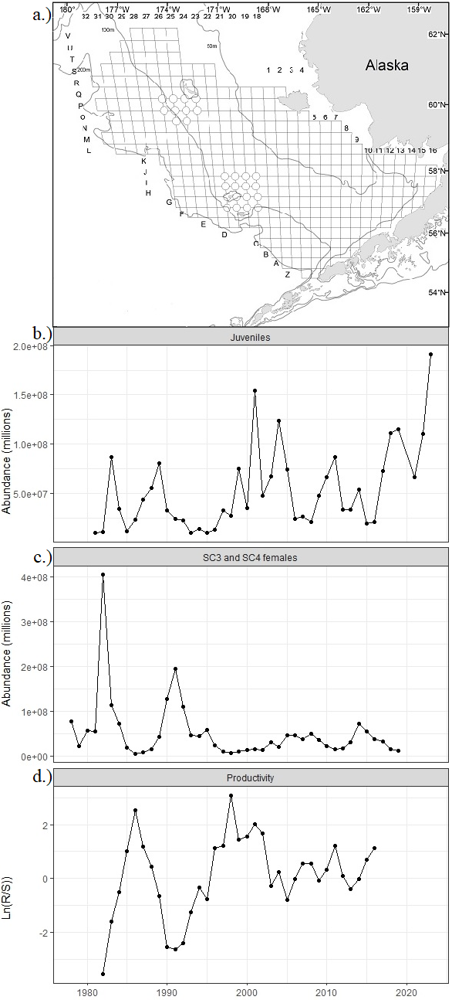 a.)
180° 177°W 174°W 171°W 168°W 165°W 162°W 159°W
32 31 30 29 28 27 26 25 24 23 22 21 20 19 18
100m
50m
62°N
V
U
T
S
200m
R
Q
P
O
N
M
L
Alaska
1 2 3 4
60°N
5 6 7
8
9
10 11 12 13 14 15 16
K
J
I
H
58°N
G
F
E
D
56°N
C
B
A
Z
54°N
b.)
Juveniles
2.0e+08
1.5e+08
1.0e+08
5.0e+07
Abundance (millions)
c.)
SC3 and SC4 females
4e+08
3e+08
2e+08
1e+08
0e+00
Abundance (millions)
d.)
Productivity
2
0
-2
Ln(R/S))
1980 1990 2000 2010 2020